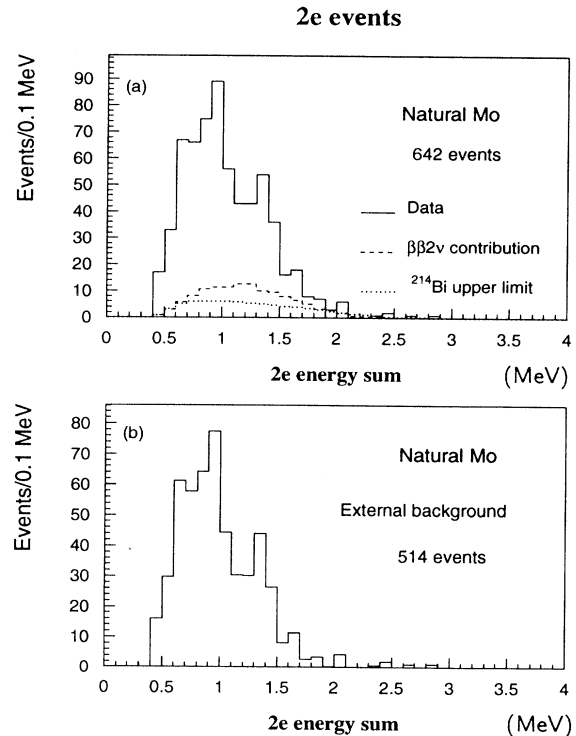 2e events
Events/0.1 MeV
(a)
Natural Mo
642 events
Data
ββ2ν contribution
²¹⁴Bi upper limit
90
80
70
60
50
40
30
20
10
0
0 0.5 1 1.5 2 2.5 3 3.5 4
2e energy sum (MeV)
Events/0.1 MeV
(b)
Natural Mo
External background
514 events
80
70
60
50
40
30
20
10
0
0 0.5 1 1.5 2 2.5 3 3.5 4
2e energy sum (MeV)